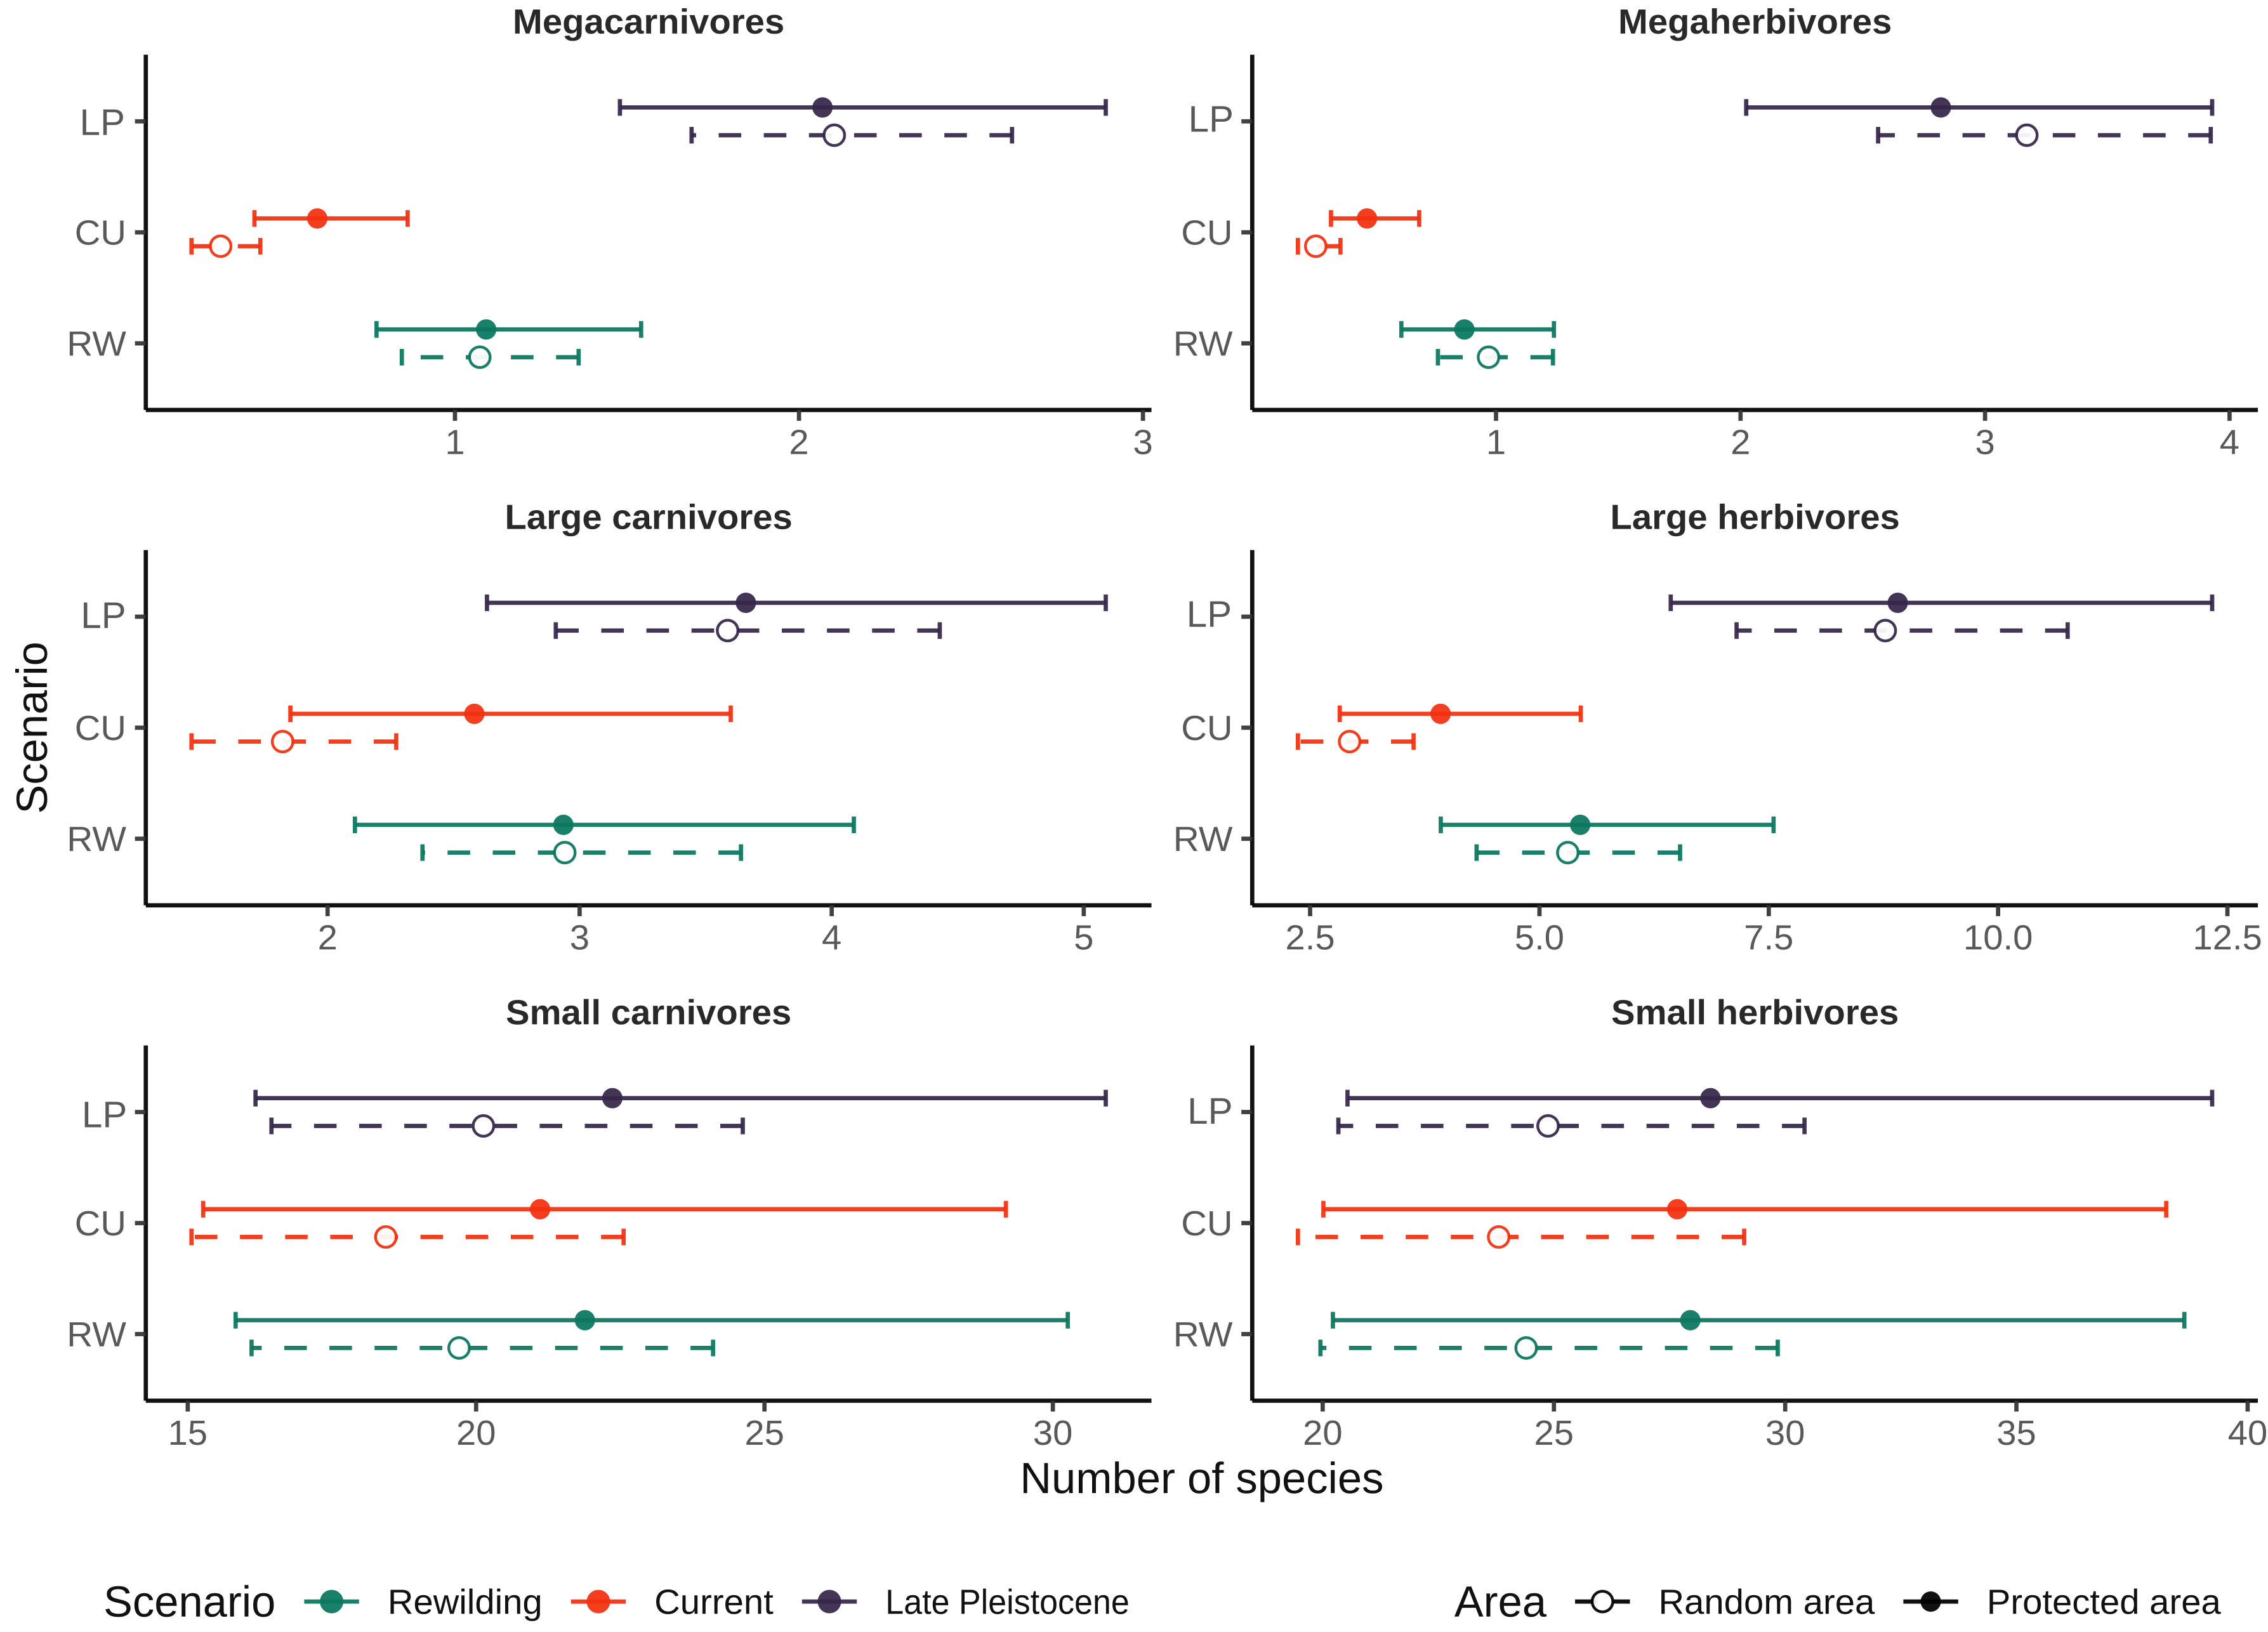 Megacarnivores
Megaherbivores
LP
CU
RW
1 2 3
LP
CU
RW
1 2 3 4
Large carnivores
Large herbivores
Scenario
LP
CU
RW
2 3 4 5
LP
CU
RW
2.5 5.0 7.5 10.0 12.5
Small carnivores
Small herbivores
LP
CU
RW
15 20 25 30
LP
CU
RW
20 25 30 35 40
Number of species
Scenario Rewilding Current Late Pleistocene
Area Random area Protected area